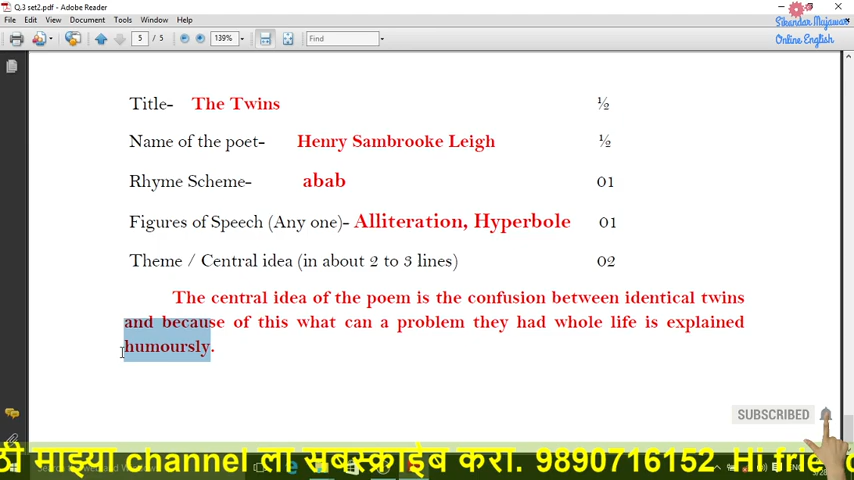 Q.3 set2.pdf - Adobe Reader
File Edit View Document Tools Window Help
Sikandar Majawar
Online English
5 / 5 139% Find
Title- The Twins ½
Name of the poet- Henry Sambrooke Leigh ½
Rhyme Scheme- abab 01
Figures of Speech (Any one)- Alliteration, Hyperbole 01
Theme / Central idea (in about 2 to 3 lines) 02
The central idea of the poem is the confusion between identical twins
and because of this what can a problem they had whole life is explained
humoursly.
SUBSCRIBED
ठी माझ्या channel ला सबस्क्राईब करा. 9890716152 Hi frie